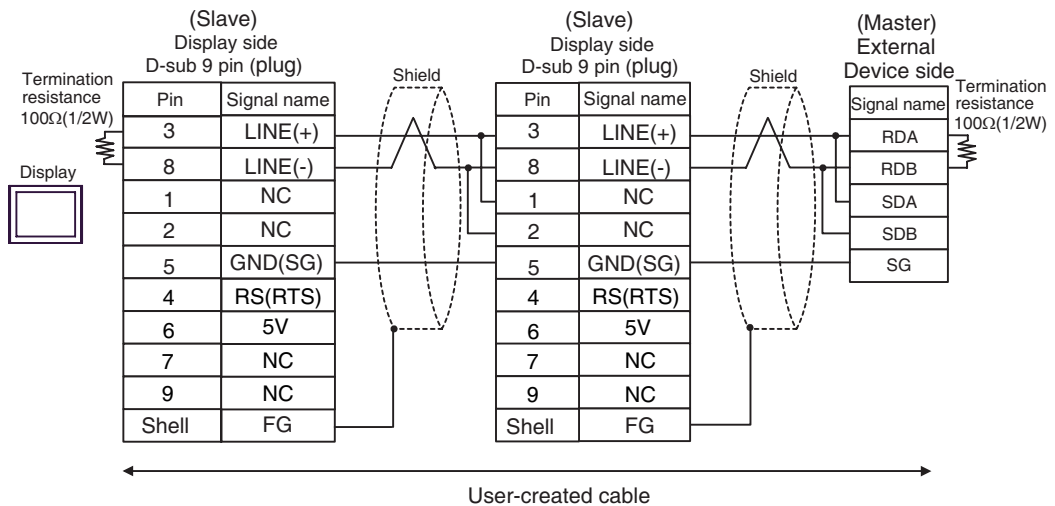 (Slave)
Display side
D-sub 9 pin (plug)
(Slave)
Display side
D-sub 9 pin (plug)
(Master)
External
Device side
Termination
resistance
100Ω(1/2W)
Display
Pin Signal name
3 LINE(+)
8 LINE(-)
1 NC
2 NC
5 GND(SG)
4 RS(RTS)
6 5V
7 NC
9 NC
Shell FG
Shield
Pin Signal name
3 LINE(+)
8 LINE(-)
1 NC
2 NC
5 GND(SG)
4 RS(RTS)
6 5V
7 NC
9 NC
Shell FG
Shield
Signal name
RDA
RDB
SDA
SDB
SG
Termination
resistance
100Ω(1/2W)
User-created cable